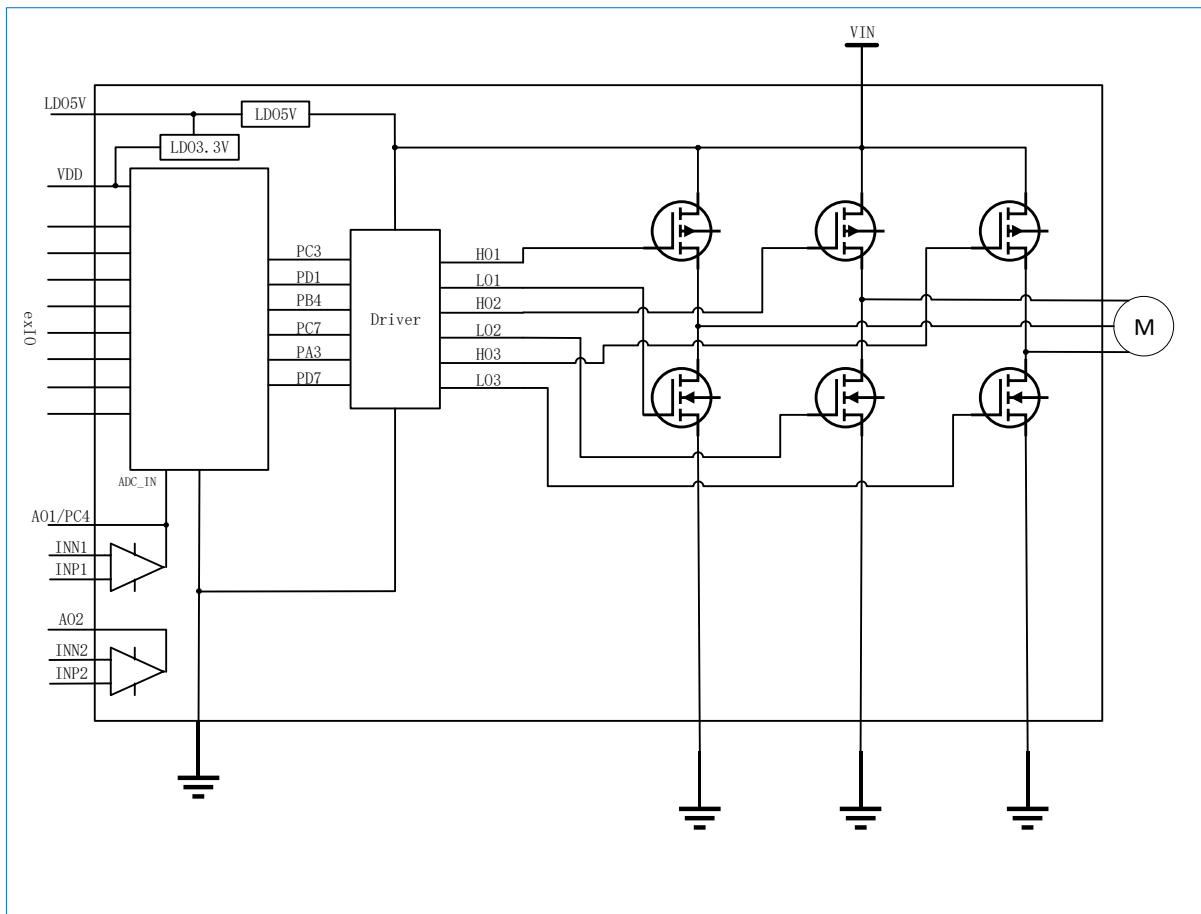 VIN
LDO5V
LDO5V
LDO3.3V
VDD
exIO
PC3
PD1
PB4
PC7
PA3
PD7
Driver
HO1
LO1
HO2
LO2
HO3
LO3
M
ADC_IN
AO1/PC4
INN1
INP1
AO2
INN2
INP2